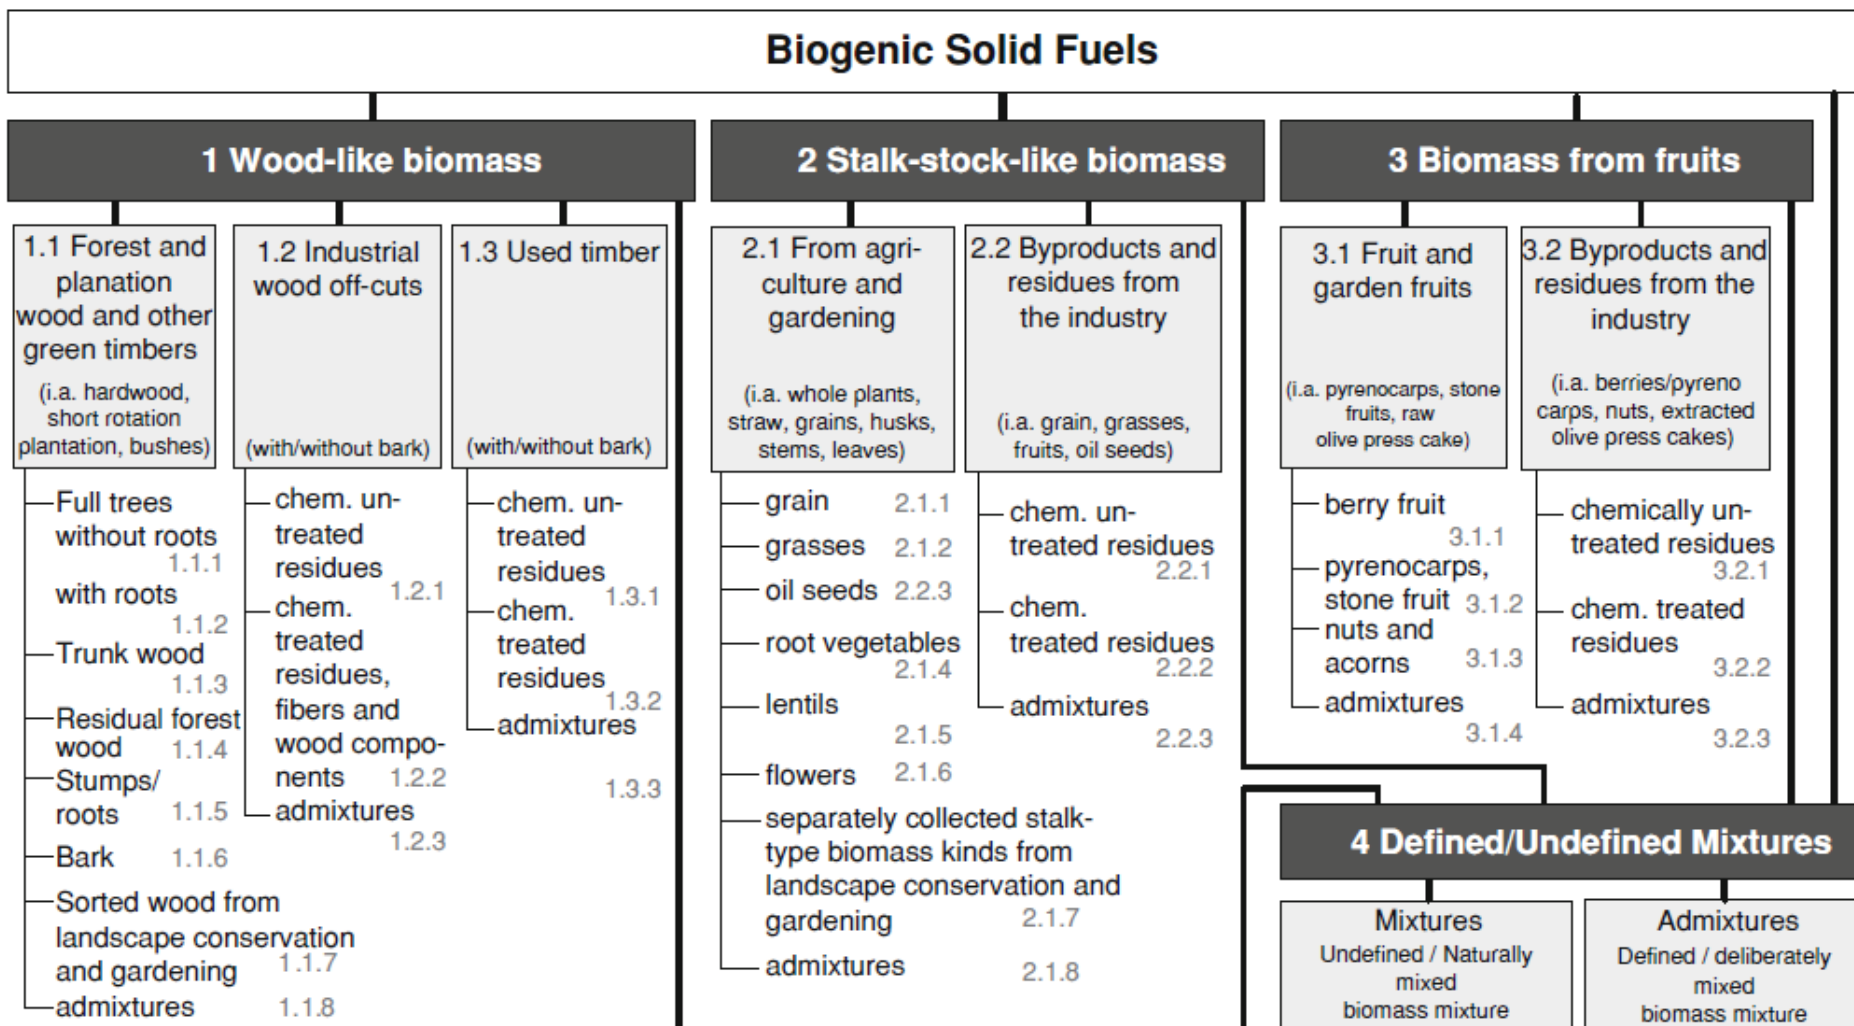 Biogenic Solid Fuels
1 Wood-like biomass
1.1 Forest and
planation
wood and other
green timbers
(i.a. hardwood,
short rotation
plantation, bushes)
Full trees
without roots
1.1.1
with roots
1.1.2
Trunk wood
1.1.3
Residual forest
wood 1.1.4
Stumps/
roots 1.1.5
Bark 1.1.6
Sorted wood from
landscape conservation
and gardening 1.1.7
admixtures 1.1.8
1.2 Industrial
wood off-cuts
(with/without bark)
chem. un-
treated
residues
1.2.1
chem.
treated
residues,
fibers and
wood compo-
nents 1.2.2
admixtures
1.2.3
1.3 Used timber
(with/without bark)
chem. un-
treated
residues
1.3.1
chem.
treated
residues
1.3.2
admixtures
1.3.3
2 Stalk-stock-like biomass
2.1 From agri-
culture and
gardening
(i.a. whole plants,
straw, grains, husks,
stems, leaves)
grain 2.1.1
grasses 2.1.2
oil seeds 2.2.3
root vegetables
2.1.4
lentils
2.1.5
flowers 2.1.6
separately collected stalk-
type biomass kinds from
landscape conservation and
gardening 2.1.7
admixtures 2.1.8
2.2 Byproducts and
residues from
the industry
(i.a. grain, grasses,
fruits, oil seeds)
chem. un-
treated residues
2.2.1
chem.
treated residues
2.2.2
admixtures
2.2.3
3 Biomass from fruits
3.1 Fruit and
garden fruits
(i.a. pyrenocarps, stone
fruits, raw
olive press cake)
berry fruit
3.1.1
pyrenocarps,
stone fruit 3.1.2
nuts and
acorns 3.1.3
admixtures
3.1.4
3.2 Byproducts and
residues from the
industry
(i.a. berries/pyreno
carps, nuts, extracted
olive press cakes)
chemically un-
treated residues
3.2.1
chem. treated
residues
3.2.2
admixtures
3.2.3
4 Defined/Undefined Mixtures
Mixtures
Undefined / Naturally
mixed
biomass mixture
Admixtures
Defined / deliberately
mixed
biomass mixture